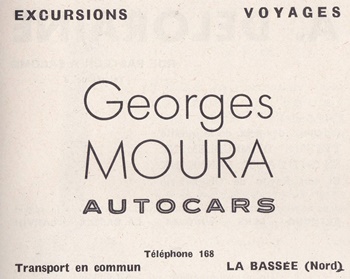 EXCURSIONS VOYAGES
Georges
MOURA
AUTOCARS
Téléphone 168
Transport en commun LA BASSÉE (Nord)